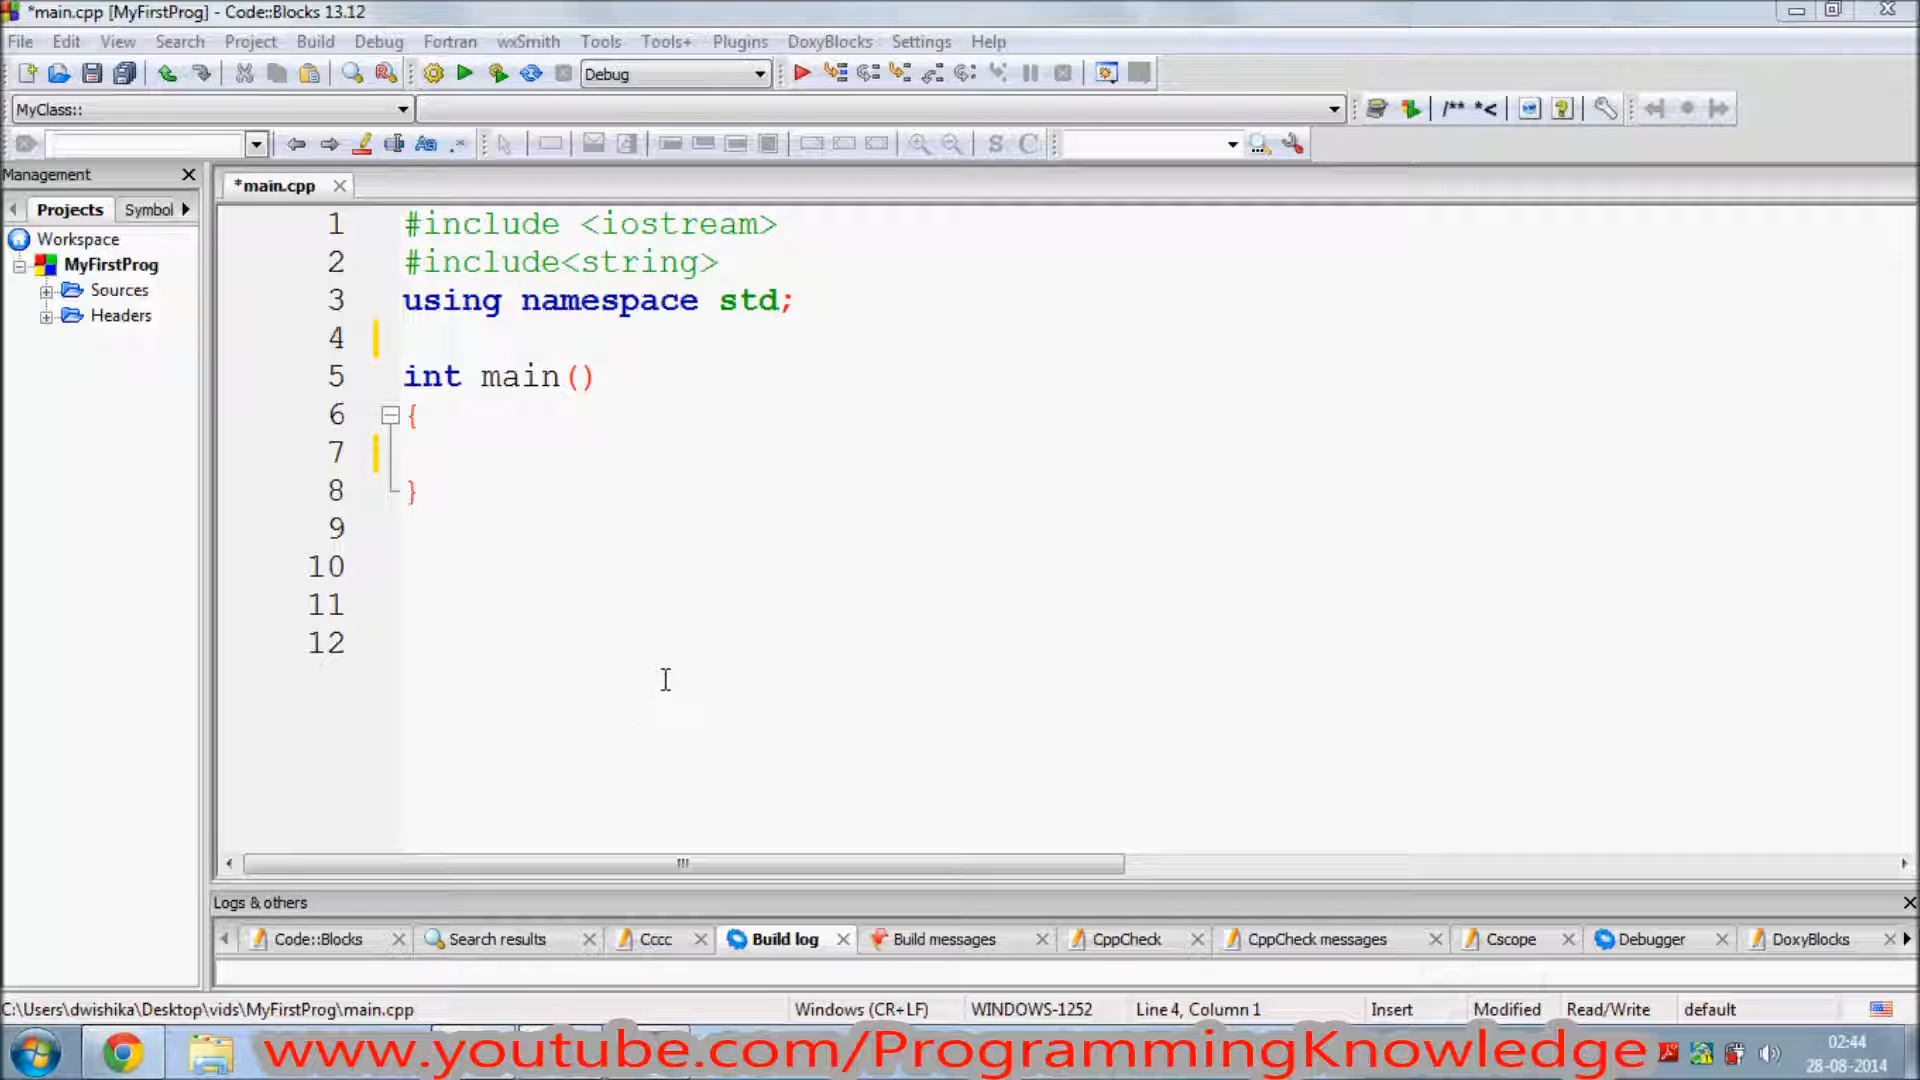 *main.cpp [MyFirstProg] - Code::Blocks 13.12
File Edit View Search Project Build Debug Fortran wxSmith Tools Tools+ Plugins DoxyBlocks Settings Help
Debug
MyClass::
/** *<
Aa .*
S C
Management
*main.cpp
Projects Symbol
Workspace
MyFirstProg
Sources
Headers
1 #include <iostream>
2 #include<string>
3 using namespace std;
4
5 int main()
6 {
7
8 }
9
10
11
12
Logs & others
Code::Blocks Search results Cccc Build log Build messages CppCheck CppCheck messages Cscope Debugger DoxyBlocks
C:\Users\dwishika\Desktop\vids\MyFirstProg\main.cpp Windows (CR+LF) WINDOWS-1252 Line 4, Column 1 Insert Modified Read/Write default
www.youtube.com/ProgrammingKnowledge
02:44
28-08-2014